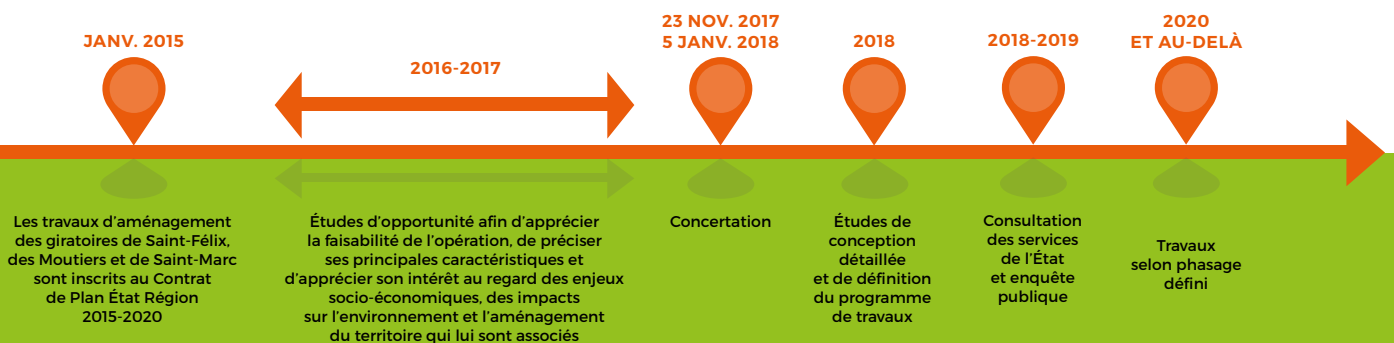 JANV. 2015
Les travaux d'aménagement
des giratoires de Saint-Félix,
des Moutiers et de Saint-Marc
sont inscrits au Contrat
de Plan État Région
2015-2020
2016-2017
Études d'opportunité afin d'apprécier
la faisabilité de l'opération, de préciser
ses principales caractéristiques et
d'apprécier son intérêt au regard des enjeux
socio-économiques, des impacts
sur l'environnement et l'aménagement
du territoire qui lui sont associés
23 NOV. 2017
5 JANV. 2018
Concertation
2018
Études de
conception
détaillée
et de définition
du programme
de travaux
2018-2019
Consultation
des services
de l'État
et enquête
publique
2020
ET AU-DELÀ
Travaux
selon phasage
défini